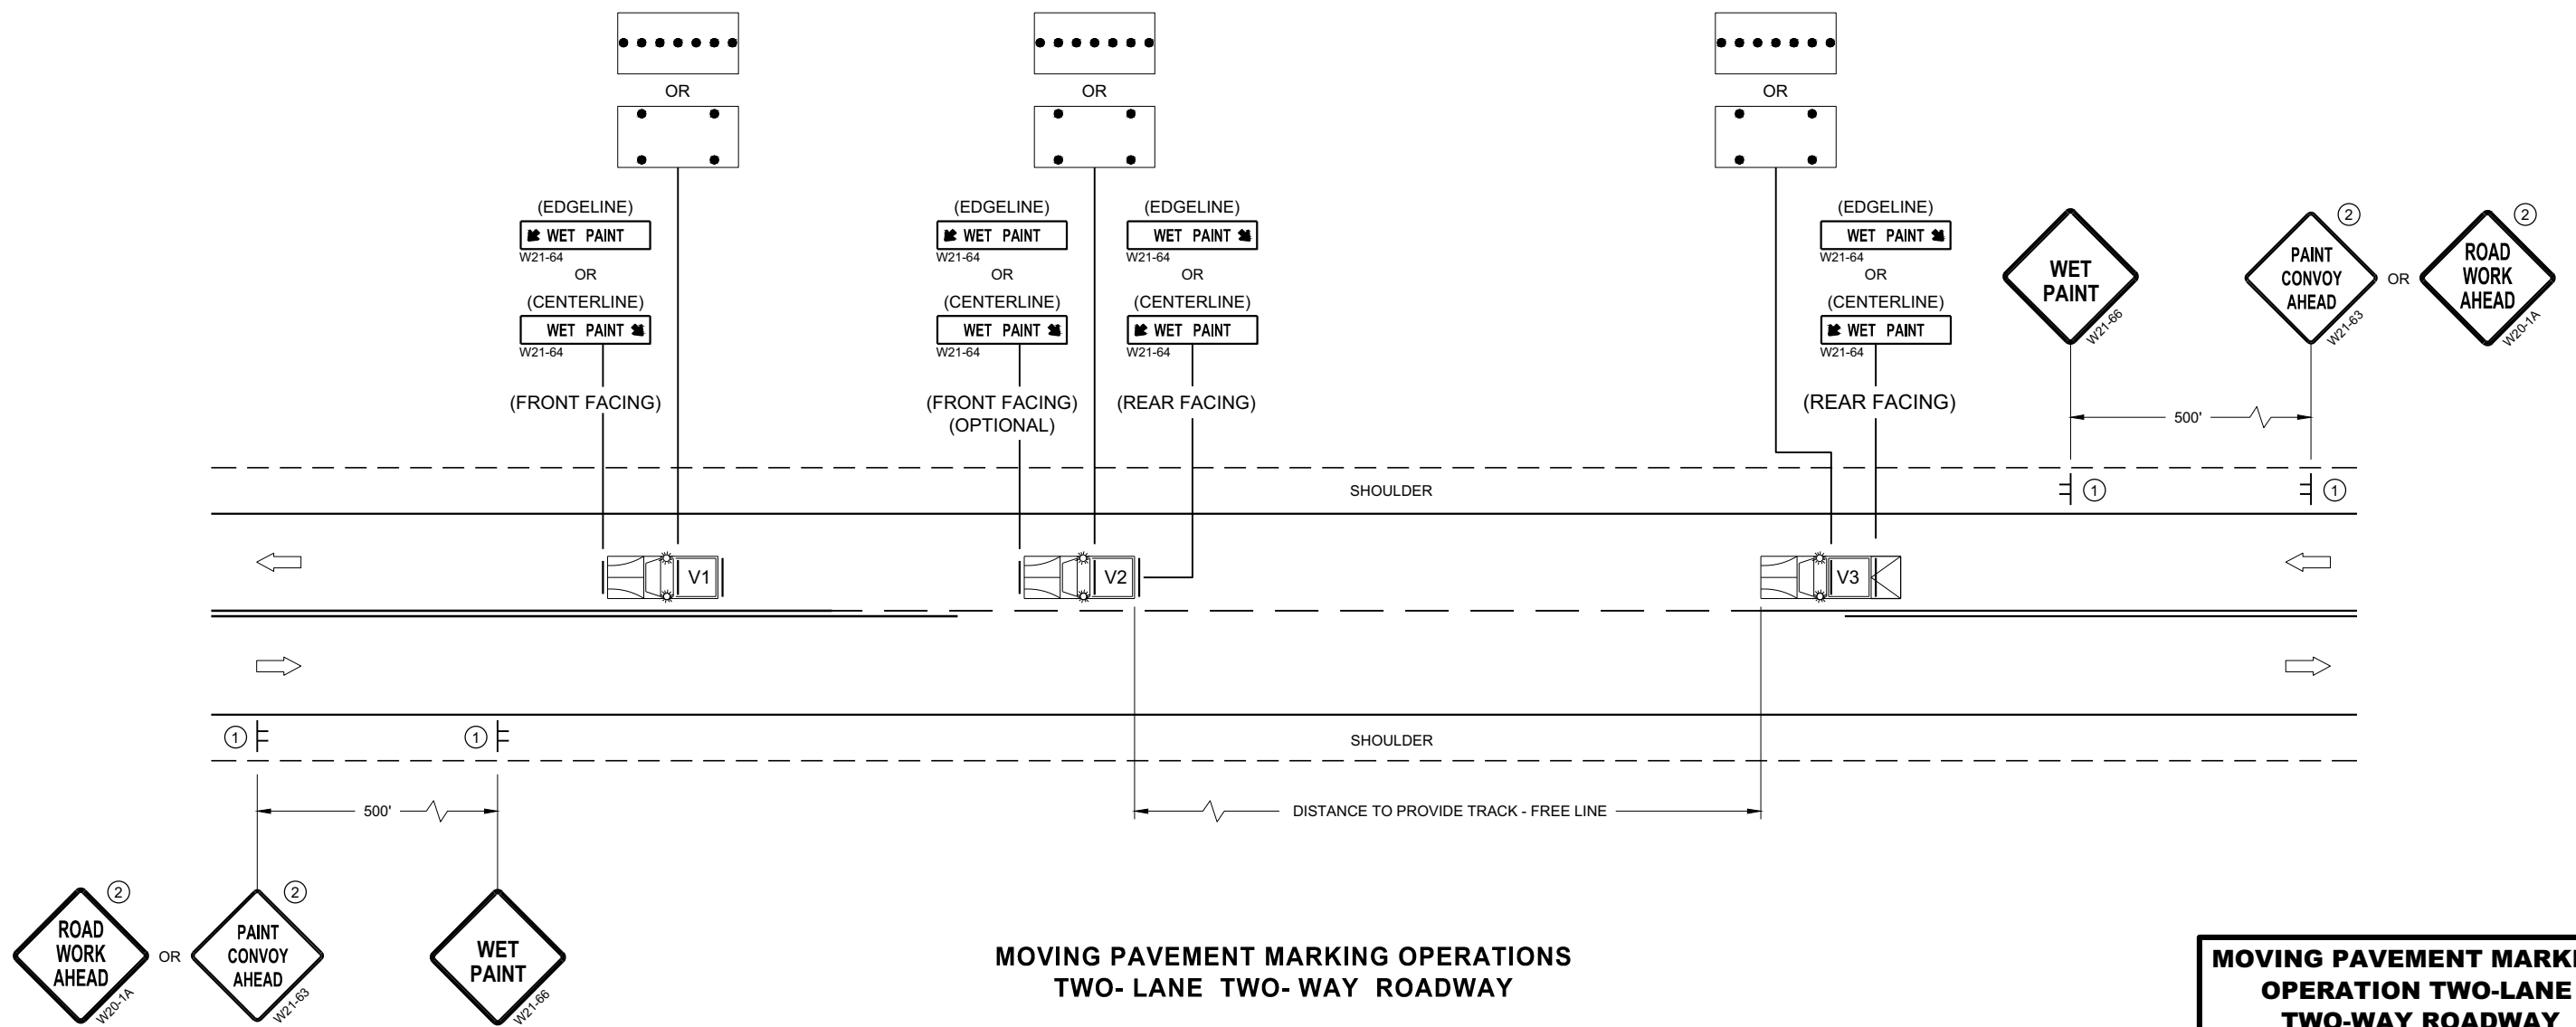 OR
OR
OR
(EDGELINE)
WET PAINT
W21-64
OR
(CENTERLINE)
WET PAINT
W21-64
(FRONT FACING)
(EDGELINE)
WET PAINT
W21-64
OR
(CENTERLINE)
WET PAINT
W21-64
(FRONT FACING)
(OPTIONAL)
(EDGELINE)
WET PAINT
W21-64
OR
(CENTERLINE)
WET PAINT
W21-64
(REAR FACING)
(EDGELINE)
WET PAINT
W21-64
OR
(CENTERLINE)
WET PAINT
W21-64
(REAR FACING)
WET
PAINT
W21-66
2
PAINT
CONVOY
AHEAD
W21-63
OR
2
ROAD
WORK
AHEAD
W20-1A
500'
SHOULDER
1
1
V1
V2
V3
1
1
SHOULDER
500'
DISTANCE TO PROVIDE TRACK - FREE LINE
2
ROAD
WORK
AHEAD
W20-1A
OR
2
PAINT
CONVOY
AHEAD
W21-63
WET
PAINT
W21-66
MOVING PAVEMENT MARKING OPERATIONS
TWO- LANE TWO- WAY ROADWAY
MOVING PAVEMENT
OPERATION TWO-LANE
TWO-WAY ROADWAY